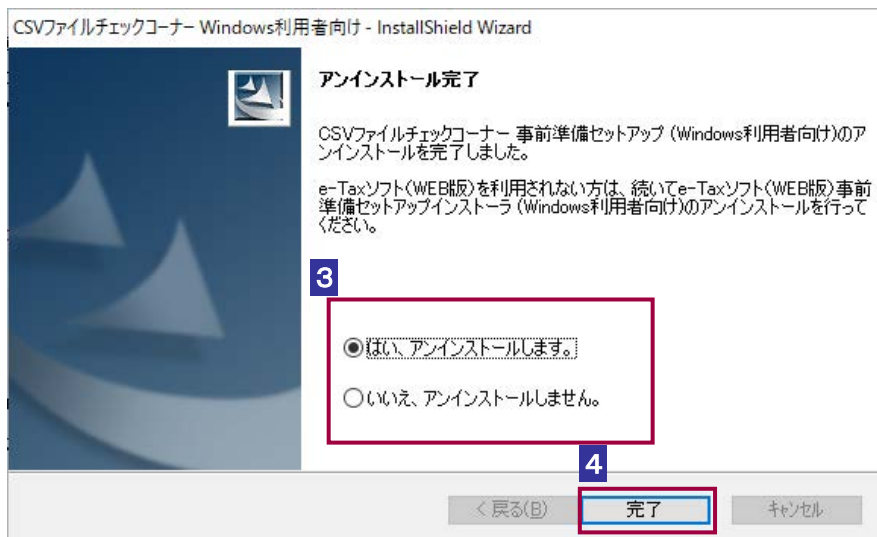 CSVファイルチェックコーナー Windows利用者向け - InstallShield Wizard
アンインストール完了
CSVファイルチェックコーナー 事前準備セットアップ (Windows利用者向け)のア
ンインストールを完了しました。
e-Taxソフト(WEB版)を利用されない方は、続いてe-Taxソフト(WEB版)事前
準備セットアップインストーラ (Windows利用者向け)のアンインストールを行って
ください。
3
はい、アンインストールします。
いいえ、アンインストールしません。
4
< 戻る(B)
完了
キャンセル